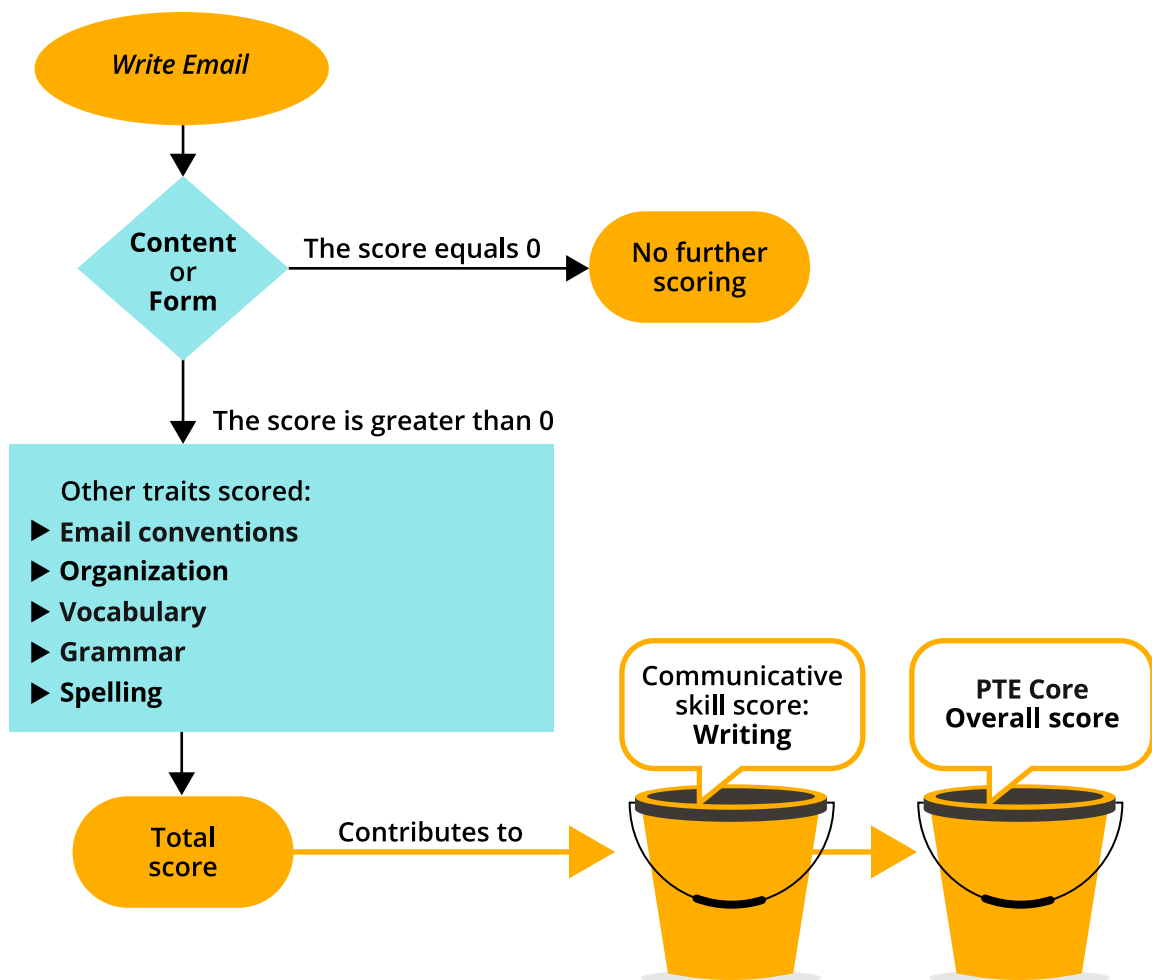 Write Email
Content
or
Form
The score equals 0
No further
scoring
The score is greater than 0
Other traits scored:
Email conventions
Organization
Vocabulary
Grammar
Spelling
Total
score
Contributes to
Communicative
skill score:
Writing
PTE Core
Overall score